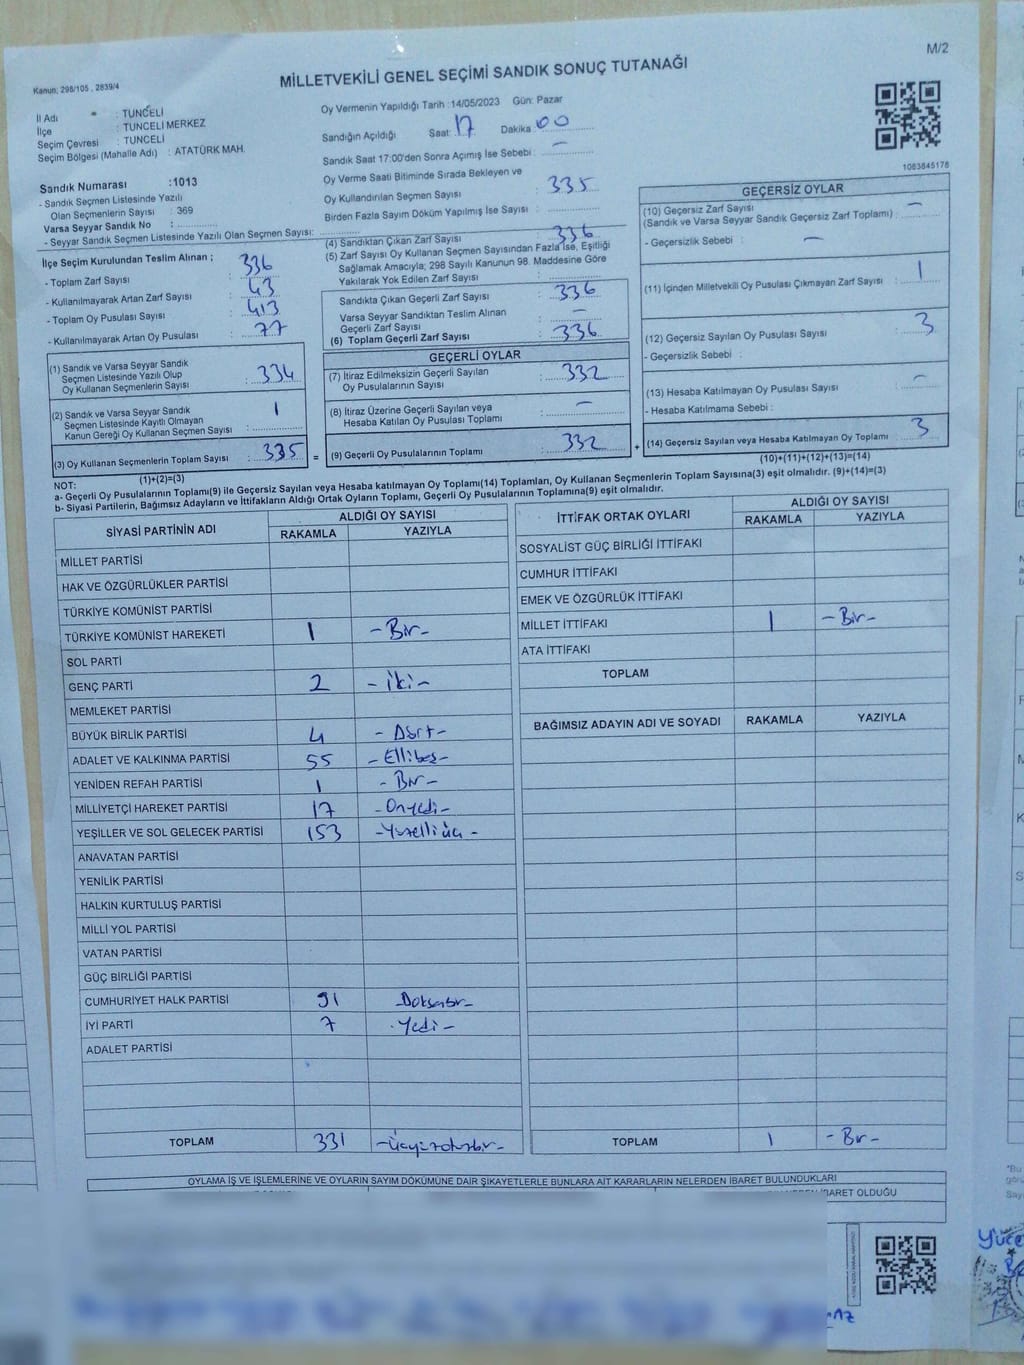 M/2
Kanun, 298/105 , 2839/4
MİLLETVEKİLİ GENEL SEÇİMİ SANDIK SONUÇ TUTANAĞI
İl Adı : TUNCELİ
İlçe : TUNCELİ MERKEZ
Seçim Çevresi : TUNCELİ
Seçim Bölgesi (Mahalle Adı) : ATATÜRK MAH.
Sandık Numarası :1013
- Sandık Seçmen Listesinde Yazılı
Olan Seçmenlerin Sayısı : 369
Varsa Seyyar Sandık No :
- Seyyar Sandık Seçmen Listesinde Yazılı Olan Seçmen Sayısı:
Oy Vermenin Yapıldığı Tarih :14/05/2023 Gün: Pazar
Sandığın Açıldığı Saat: 17 Dakika 00
Sandık Saat 17:00'den Sonra Açımış İse Sebebi : -
Oy Verme Saati Bitiminde Sırada Bekleyen ve
Oy Kullandırılan Seçmen Sayısı : 335
Birden Fazla Sayım Döküm Yapılmış İse Sayısı :
1083645178
İlçe Seçim Kurulundan Teslim Alınan ;
- Toplam Zarf Sayısı : 336
- Kullanılmayarak Artan Zarf Sayısı : 43
- Toplam Oy Pusulası Sayısı : 413
- Kullanılmayarak Artan Oy Pusulası : 77
(1) Sandık ve Varsa Seyyar Sandık
Seçmen Listesinde Yazılı Olup
Oy Kullanan Seçmenlerin Sayısı : 334
(2) Sandık ve Varsa Seyyar Sandık
Seçmen Listesinde Kayıtlı Olmayan
Kanun Gereği Oy Kullanan Seçmen Sayısı : 1
(3) Oy Kullanan Seçmenlerin Toplam Sayısı : 335
(1)+(2)=(3)
(4) Sandıktan Çıkan Zarf Sayısı : 336
(5) Zarf Sayısı Oy Kullanan Seçmen Sayısından Fazla İse, Eşitliği
Sağlamak Amacıyla; 298 Sayılı Kanunun 98. Maddesine Göre
Yakılarak Yok Edilen Zarf Sayısı :
Sandıkta Çıkan Geçerli Zarf Sayısı : 336
Varsa Seyyar Sandıktan Teslim Alınan
Geçerli Zarf Sayısı : -
(6) Toplam Geçerli Zarf Sayısı : 336
GEÇERLİ OYLAR
(7) İtiraz Edilmeksizin Geçerli Sayılan
Oy Pusulalarının Sayısı : 332
(8) İtiraz Üzerine Geçerli Sayılan veya
Hesaba Katılan Oy Pusulası Toplamı : -
= (9) Geçerli Oy Pusulalarının Toplamı : 332 +
GEÇERSİZ OYLAR
(10) Geçersiz Zarf Sayısı : -
(Sandık ve Varsa Seyyar Sandık Geçersiz Zarf Toplamı)
- Geçersizlik Sebebi : -
(11) İçinden Milletvekili Oy Pusulası Çıkmayan Zarf Sayısı : 1
(12) Geçersiz Sayılan Oy Pusulası Sayısı : 3
- Geçersizlik Sebebi :
(13) Hesaba Katılmayan Oy Pusulası Sayısı : -
- Hesaba Katılmama Sebebi :
(14) Geçersiz Sayılan veya Hesaba Katılmayan Oy Toplamı : 3
(10)+(11)+(12)+(13)=(14)
NOT:
a- Geçerli Oy Pusulalarının Toplamı(9) ile Geçersiz Sayılan veya Hesaba katılmayan Oy Toplamı(14) Toplamları, Oy Kullanan Seçmenlerin Toplam Sayısına(3) eşit olmalıdır. (9)+(14)=(3)
b- Siyasi Partilerin, Bağımsız Adayların ve İttifakların Aldığı Ortak Oyların Toplamı, Geçerli Oy Pusulalarının Toplamına(9) eşit olmalıdır.
SİYASİ PARTİNİN ADI ALDIĞI OY SAYISI
RAKAMLA YAZIYLA
MİLLET PARTİSİ
HAK VE ÖZGÜRLÜKLER PARTİSİ
TÜRKİYE KOMÜNİST PARTİSİ
TÜRKİYE KOMÜNİST HAREKETİ 1 -Bir-
SOL PARTİ
GENÇ PARTİ 2 -iki-
MEMLEKET PARTİSİ
BÜYÜK BİRLİK PARTİSİ 4 -Dört-
ADALET VE KALKINMA PARTİSİ 55 -Ellibeş-
YENİDEN REFAH PARTİSİ 1 -Bir-
MİLLİYETÇİ HAREKET PARTİSİ 17 -Onyedi-
YEŞİLLER VE SOL GELECEK PARTİSİ 153 -Yüzelliüç-
ANAVATAN PARTİSİ
YENİLİK PARTİSİ
HALKIN KURTULUŞ PARTİSİ
MİLLİ YOL PARTİSİ
VATAN PARTİSİ
GÜÇ BİRLİĞİ PARTİSİ
CUMHURİYET HALK PARTİSİ 91 -Doksanbir-
İYİ PARTİ 7 -Yedi-
ADALET PARTİSİ
TOPLAM 331 -Üçyüzotuzbir-
İTTİFAK ORTAK OYLARI ALDIĞI OY SAYISI
RAKAMLA YAZIYLA
SOSYALİST GÜÇ BİRLİĞİ İTTİFAKI
CUMHUR İTTİFAKI
EMEK VE ÖZGÜRLÜK İTTİFAKI
MİLLET İTTİFAKI 1 -Bir-
ATA İTTİFAKI
TOPLAM
BAĞIMSIZ ADAYIN ADI VE SOYADI RAKAMLA YAZIYLA
TOPLAM 1 -Bir-
OYLAMA İŞ VE İŞLEMLERİNE VE OYLARIN SAYIM DÖKÜMÜNE DAİR ŞİKAYETLERLE BUNLARA AİT KARARLARIN NELERDEN İBARET BULUNDUKLARI
İBARET OLDUĞU